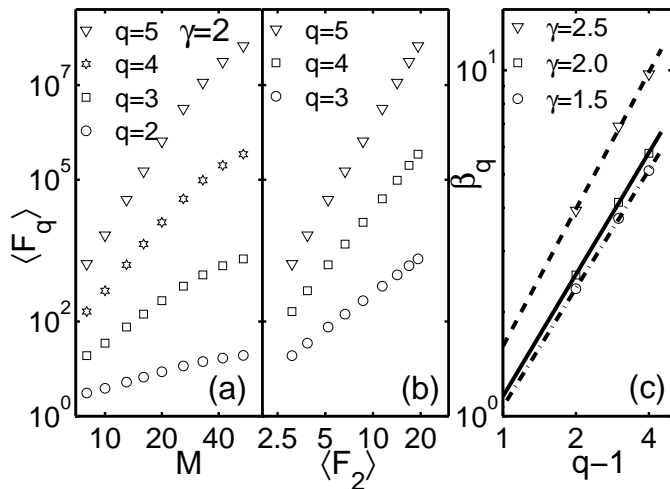 ▽ q=5 γ=2
✡ q=4
□ q=3
○ q=2
10^7
10^5
10^2
10^0
⟨F_q⟩
10 20 40
M
(a)
▽ q=5
□ q=4
○ q=3
2.5 5 10 20
⟨F_2⟩
(b)
▽ γ=2.5
□ γ=2.0
○ γ=1.5
10^1
10^0
β_q
1 2 4
q−1
(c)